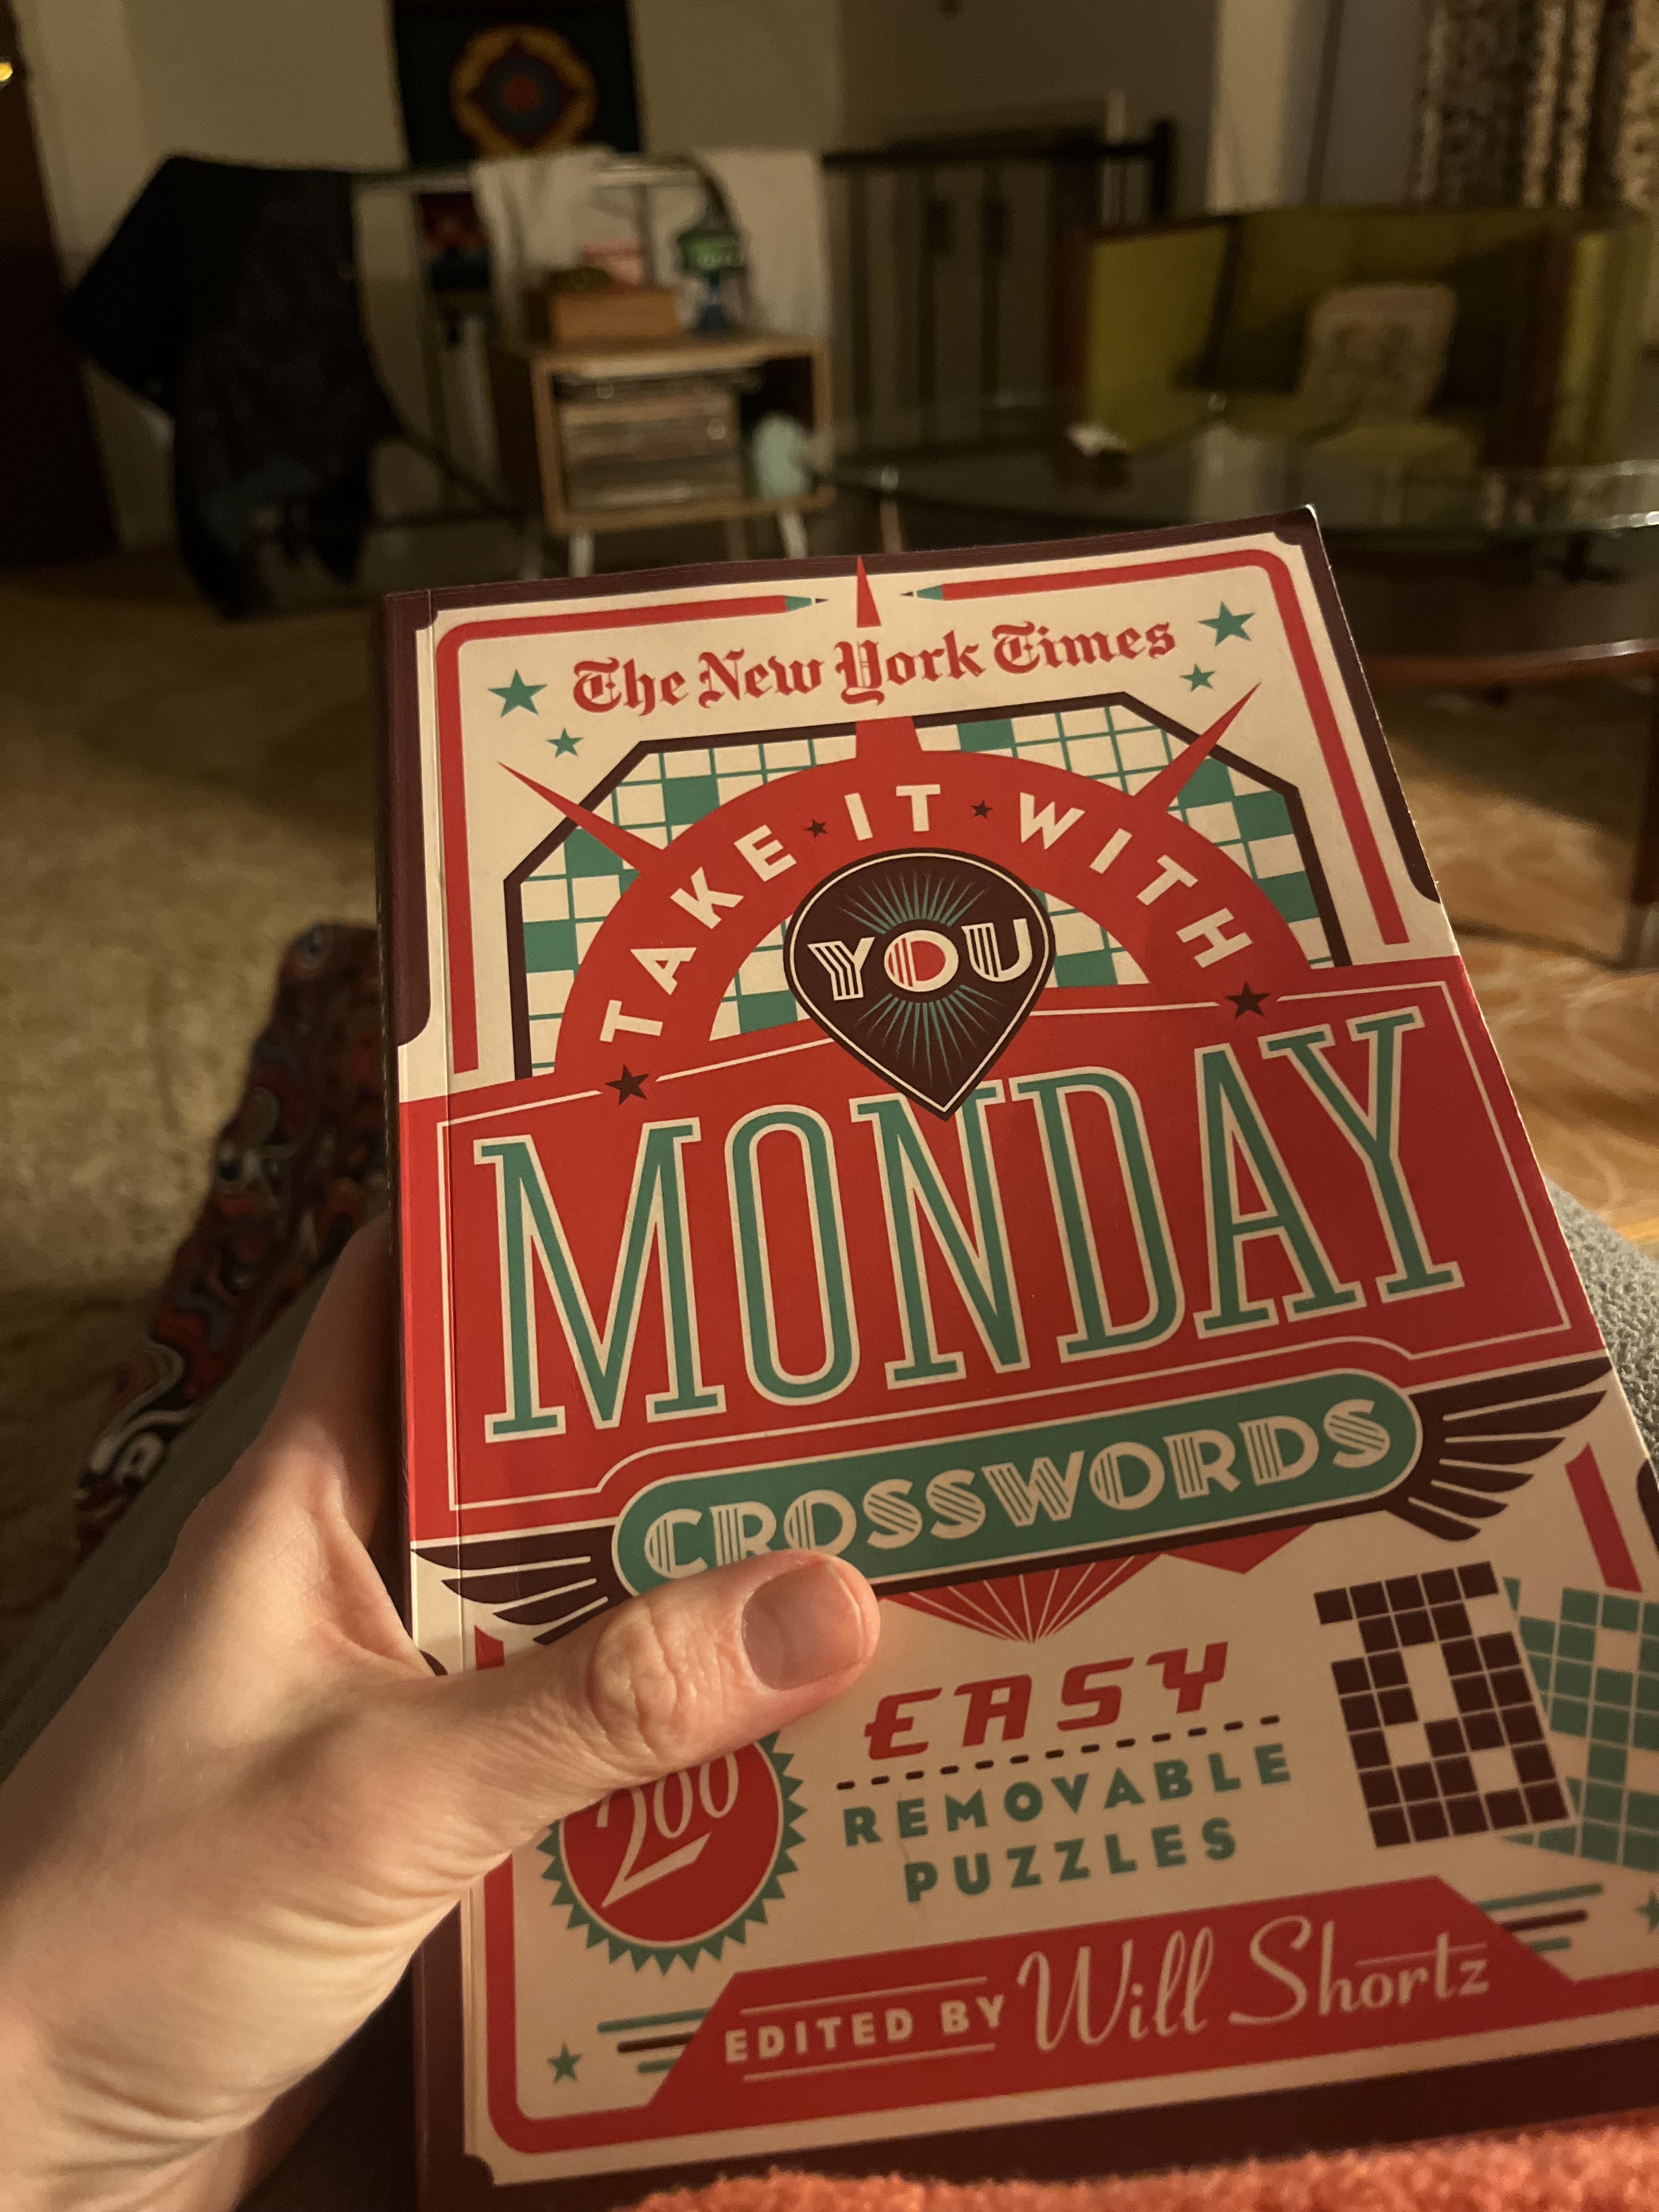 The New York Times
TAKE IT WITH
YOU
MONDAY
CROSSWORDS
EASY
200
REMOVABLE
PUZZLES
EDITED BY Will Shortz